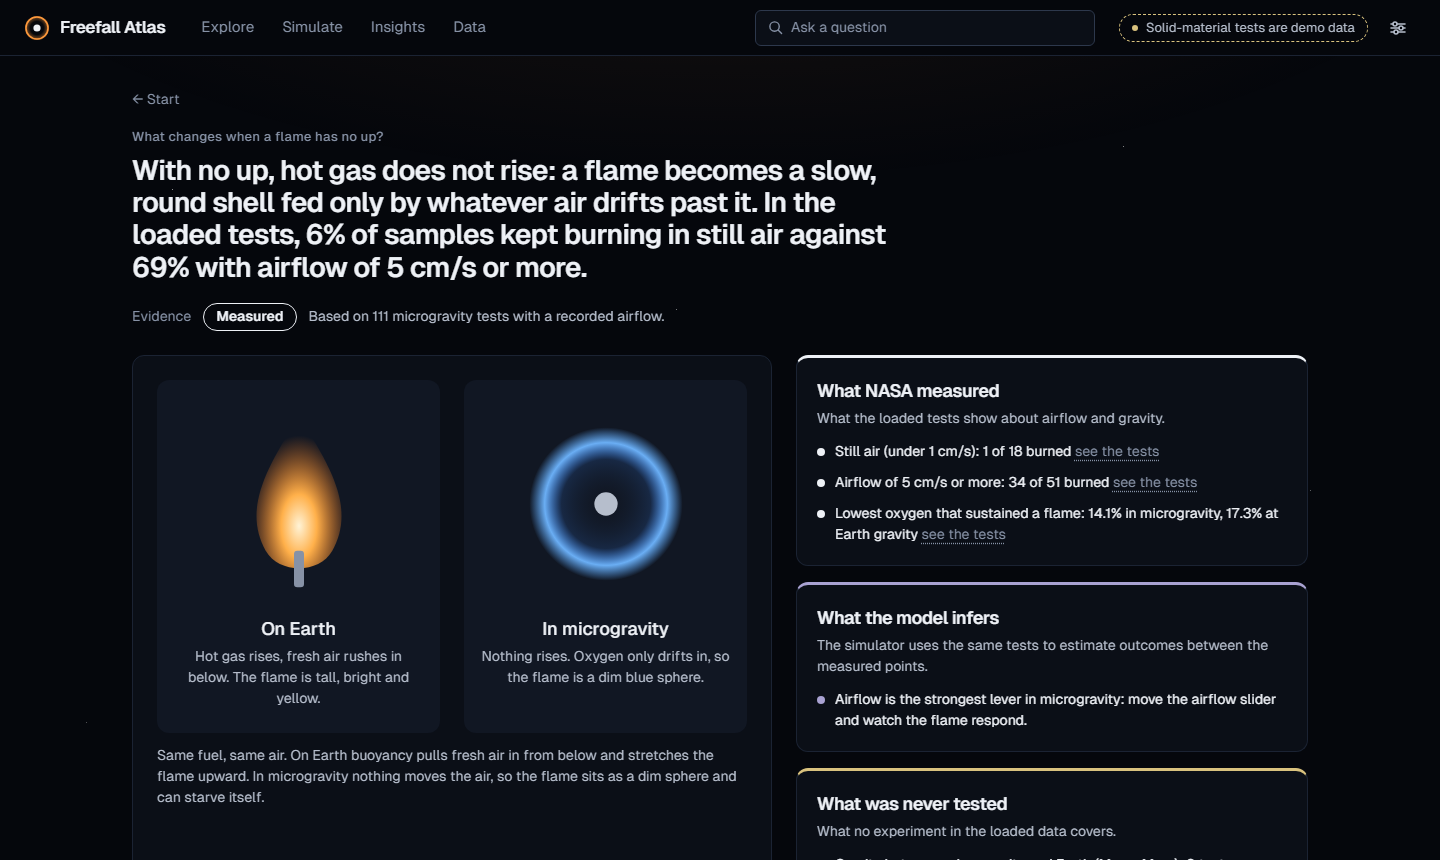 Freefall Atlas
Explore
Simulate
Insights
Data
Ask a question
Solid-material tests are demo data
← Start
What changes when a flame has no up?
With no up, hot gas does not rise: a flame becomes a slow,
round shell fed only by whatever air drifts past it. In the
loaded tests, 6% of samples kept burning in still air against
69% with airflow of 5 cm/s or more.
Evidence
Measured
Based on 111 microgravity tests with a recorded airflow.
On Earth
Hot gas rises, fresh air rushes in
below. The flame is tall, bright and
yellow.
In microgravity
Nothing rises. Oxygen only drifts in, so
the flame is a dim blue sphere.
Same fuel, same air. On Earth buoyancy pulls fresh air in from below and stretches the
flame upward. In microgravity nothing moves the air, so the flame sits as a dim sphere and
can starve itself.
What NASA measured
What the loaded tests show about airflow and gravity.
Still air (under 1 cm/s): 1 of 18 burned see the tests
Airflow of 5 cm/s or more: 34 of 51 burned see the tests
Lowest oxygen that sustained a flame: 14.1% in microgravity, 17.3% at
Earth gravity see the tests
What the model infers
The simulator uses the same tests to estimate outcomes between the
measured points.
Airflow is the strongest lever in microgravity: move the airflow slider
and watch the flame respond.
What was never tested
What no experiment in the loaded data covers.